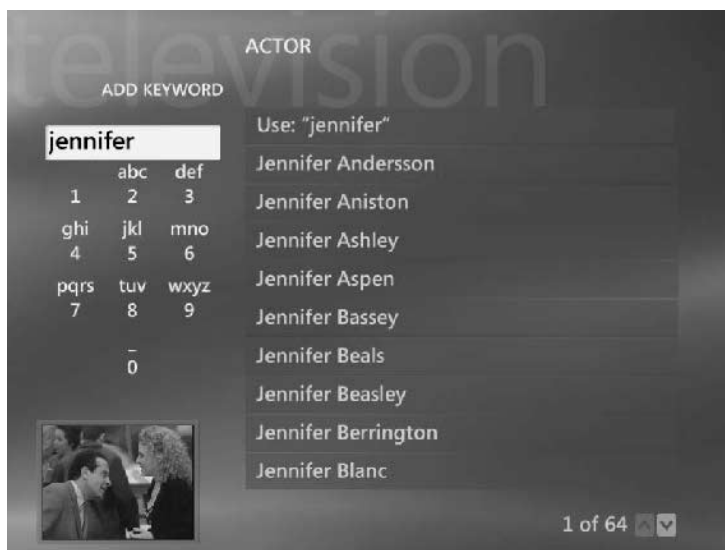 television
ACTOR
ADD KEYWORD
jennifer
abc def
1 2 3
ghi jkl mno
4 5 6
pqrs tuv wxyz
7 8 9
_
0
Use: "jennifer"
Jennifer Andersson
Jennifer Aniston
Jennifer Ashley
Jennifer Aspen
Jennifer Bassey
Jennifer Beals
Jennifer Beasley
Jennifer Berrington
Jennifer Blanc
1 of 64